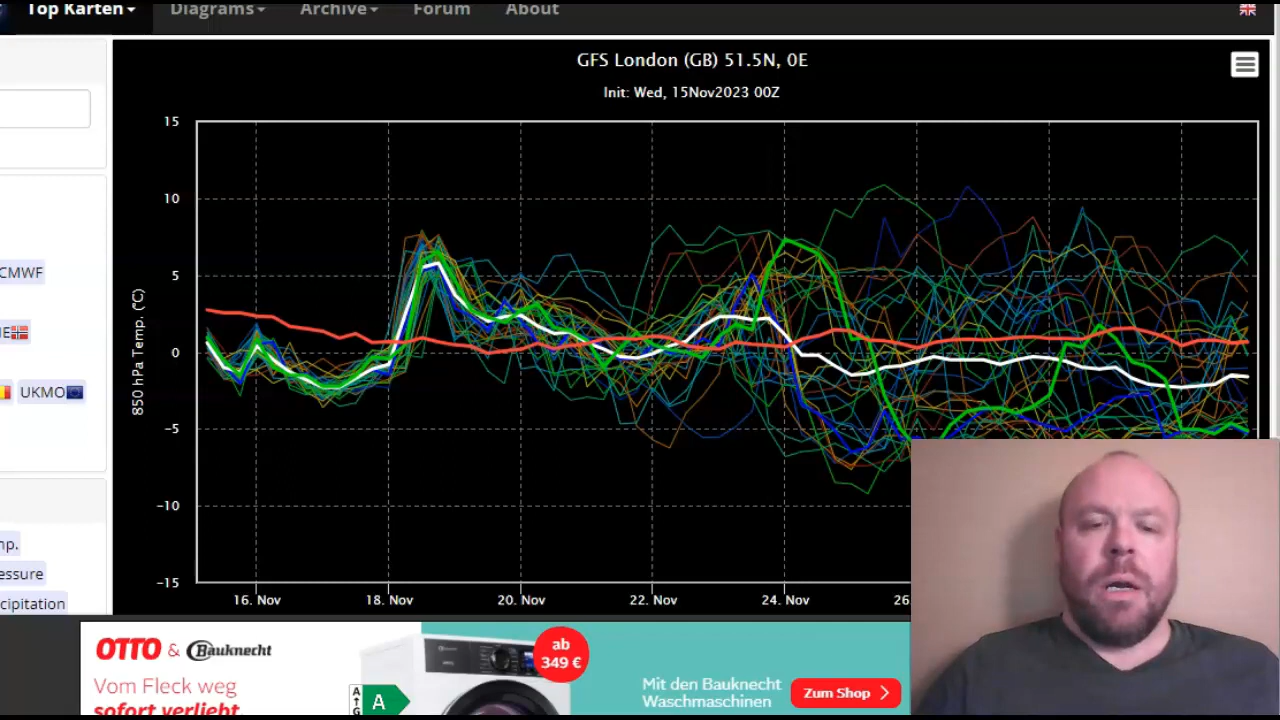 Top Karten
Diagrams
Archive
Forum
About
GFS London (GB) 51.5N, 0E
Init: Wed, 15Nov2023 00Z
15
10
5
0
−5
−10
−15
850 hPa Temp. (°C)
16. Nov
18. Nov
20. Nov
22. Nov
24. Nov
26
CMWF
E
UKMO
mp.
essure
cipitation
OTTO & Bauknecht
Vom Fleck weg
sofort verliebt.
A
G
A
ab
349 €
Mit den Bauknecht
Waschmaschinen
Zum Shop